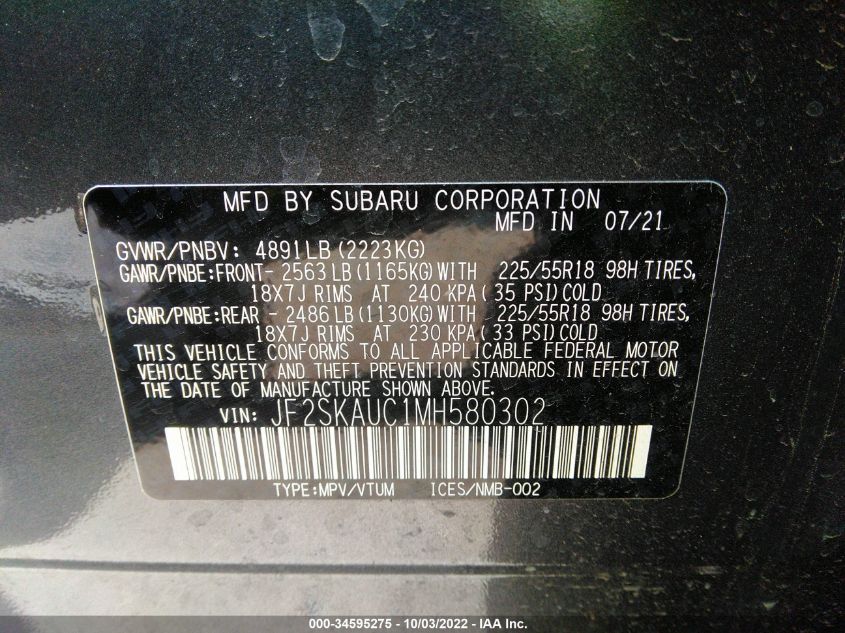 MFD BY SUBARU CORPORATION
MFD IN 07/21
GVWR/PNBV: 4891LB (2223KG)
GAWR/PNBE:FRONT- 2563 LB (1165KG) WITH 225/55R18 98H TIRES,
18X7J RIMS AT 240 KPA ( 35 PSI) COLD
GAWR/PNBE:REAR - 2486 LB (1130KG) WITH 225/55R18 98H TIRES,
18X7J RIMS AT 230 KPA ( 33 PSI) COLD
THIS VEHICLE CONFORMS TO ALL APPLICABLE FEDERAL MOTOR
VEHICLE SAFETY AND THEFT PREVENTION STANDARDS IN EFFECT ON
THE DATE OF MANUFACTURE SHOWN ABOVE.
VIN: JF2SKAUC1MH580302
TYPE:MPV/VTUM ICES/NMB-002
000-34595275 - 10/03/2022 - IAA Inc.